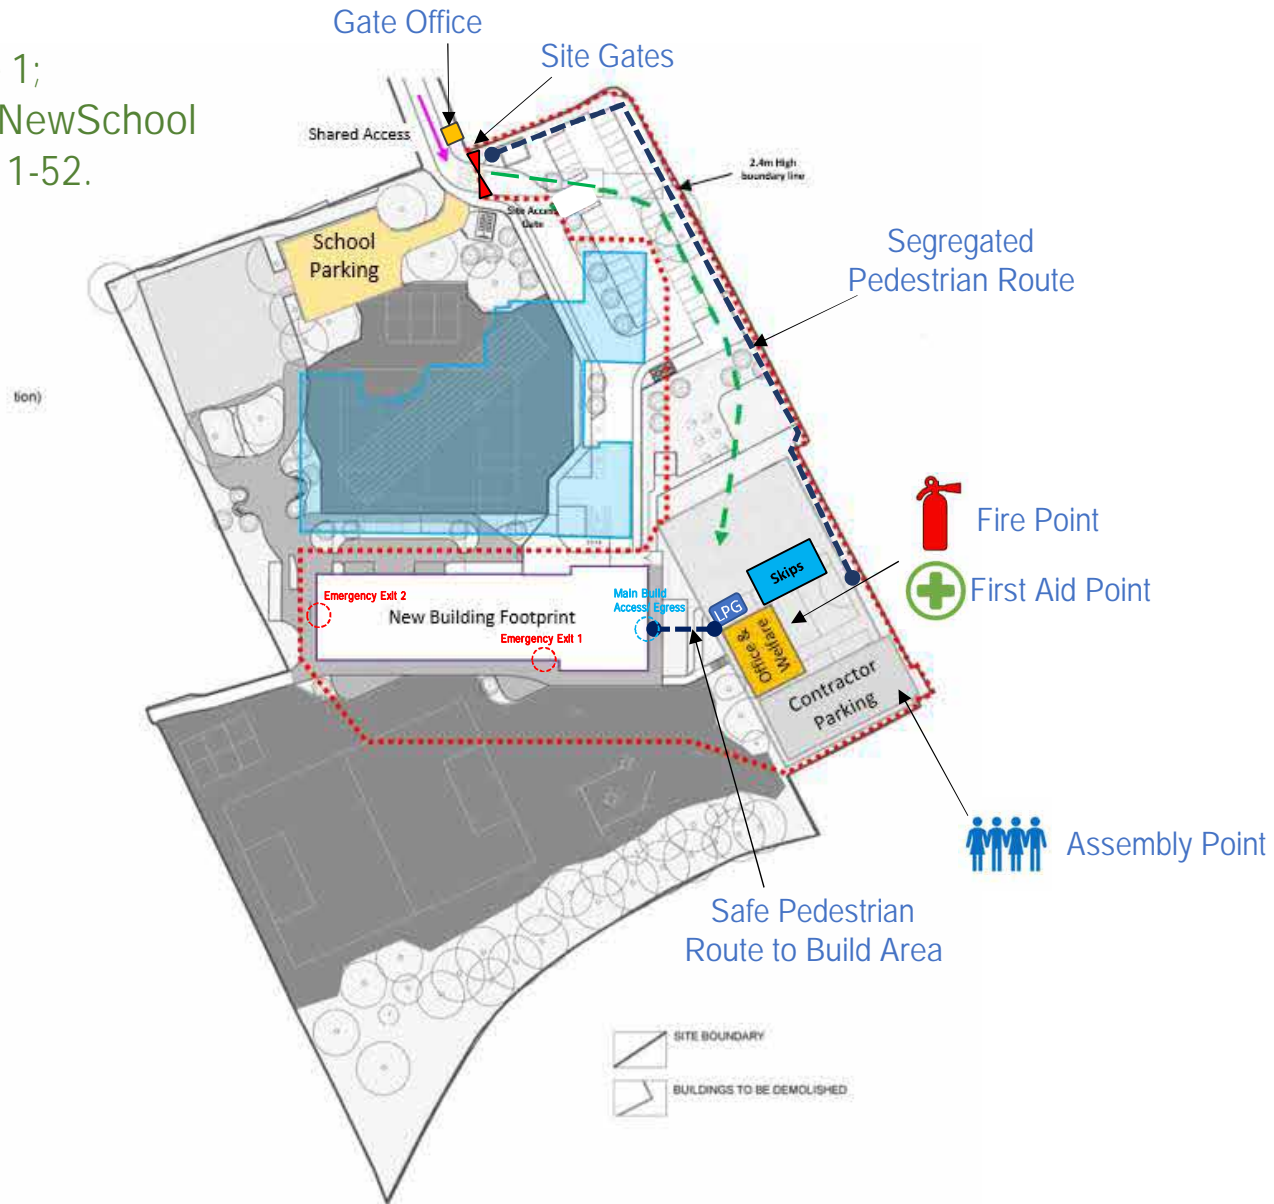 Gate Office
1;
NewSchool
1-52.
Site Gates
Shared Access
2.4m High
boundary line
Site Access
Gate
School
Parking
Segregated
Pedestrian Route
tion)
Fire Point
First Aid Point
Skips
LPG
Office &
Welfare
Emergency Exit 2
New Building Footprint
Main Build
Access/Egress
Emergency Exit 1
Contractor
Parking
Assembly Point
Safe Pedestrian
Route to Build Area
SITE BOUNDARY
BUILDINGS TO BE DEMOLISHED